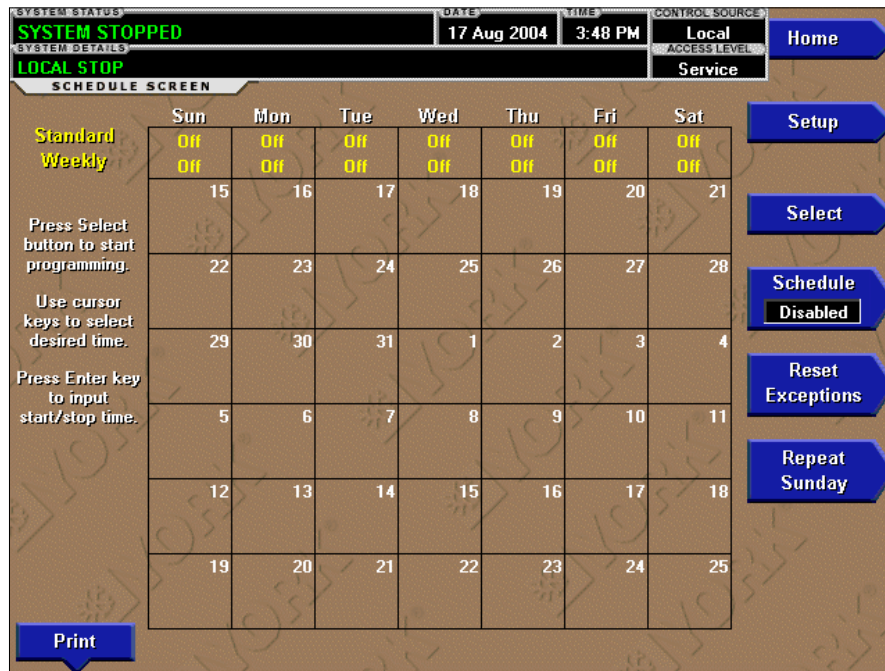 SYSTEM STATUS
SYSTEM STOPPED
DATE
17 Aug 2004
TIME
3:48 PM
CONTROL SOURCE
Local
SYSTEM DETAILS
LOCAL STOP
ACCESS LEVEL
Service
Home
SCHEDULE SCREEN
Sun Mon Tue Wed Thu Fri Sat
Standard
Weekly
Off Off Off Off Off Off Off
Off Off Off Off Off Off Off
15 16 17 18 19 20 21
22 23 24 25 26 27 28
29 30 31 1 2 3 4
5 6 7 8 9 10 11
12 13 14 15 16 17 18
19 20 21 22 23 24 25
Press Select
button to start
programming.
Use cursor
keys to select
desired time.
Press Enter key
to input
start/stop time.
Setup
Select
Schedule
Disabled
Reset
Exceptions
Repeat
Sunday
Print
YORK
YORK
YORK
YORK
YORK
YORK